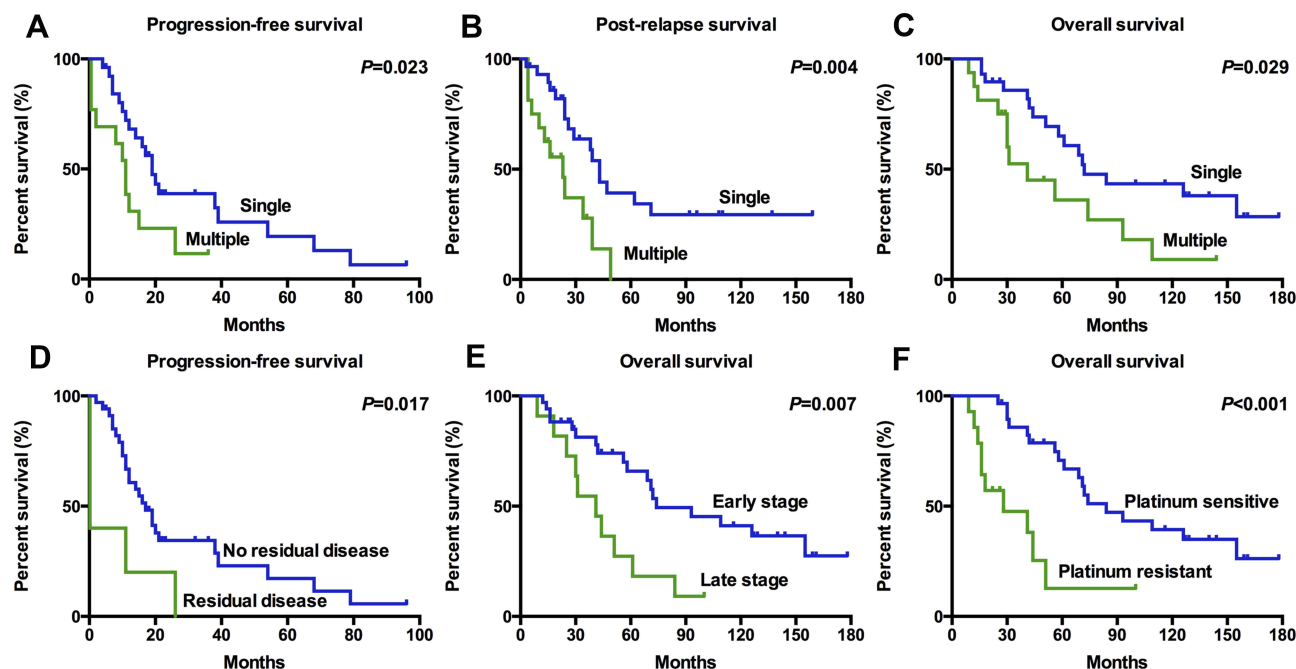 A Progression-free survival
P=0.023
Percent survival (%)
100
50
0
Single
Multiple
0 20 40 60 80 100
Months
B Post-relapse survival
P=0.004
Percent survival (%)
100
50
0
Single
Multiple
0 30 60 90 120 150 180
Months
C Overall survival
P=0.029
Percent survival (%)
100
50
0
Single
Multiple
0 30 60 90 120 150 180
Months
D Progression-free survival
P=0.017
Percent survival (%)
100
50
0
No residual disease
Residual disease
0 20 40 60 80 100
Months
E Overall survival
P=0.007
Percent survival (%)
100
50
0
Early stage
Late stage
0 30 60 90 120 150 180
Months
F Overall survival
P<0.001
Percent survival (%)
100
50
0
Platinum sensitive
Platinum resistant
0 30 60 90 120 150 180
Months